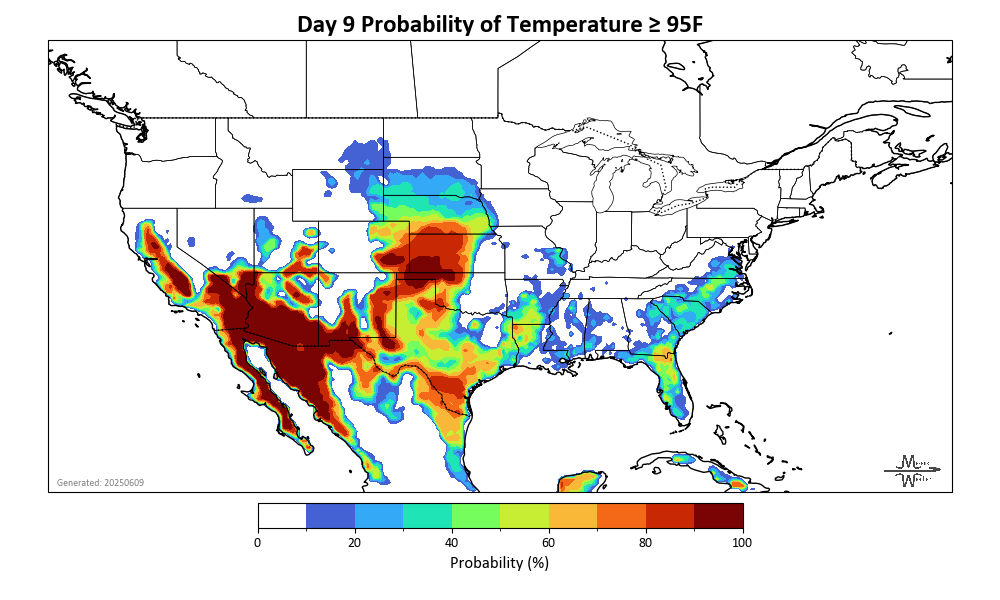 Day 9 Probability of Temperature ≥ 95F
Generated: 20250609
0 20 40 60 80 100
Probability (%)